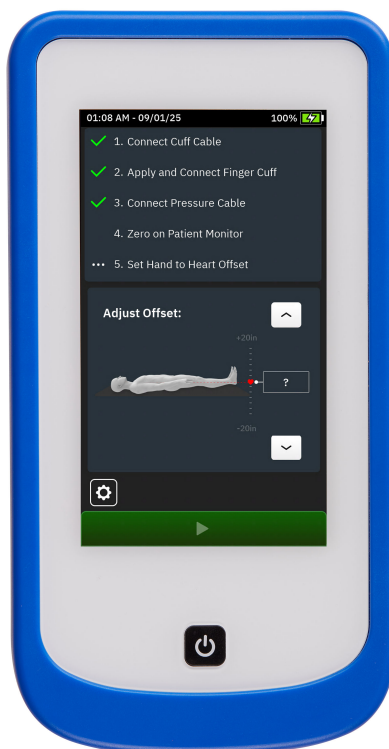 01:08 AM - 09/01/25 100%
1. Connect Cuff Cable
2. Apply and Connect Finger Cuff
3. Connect Pressure Cable
4. Zero on Patient Monitor
5. Set Hand to Heart Offset
Adjust Offset:
+20in
?
-20in